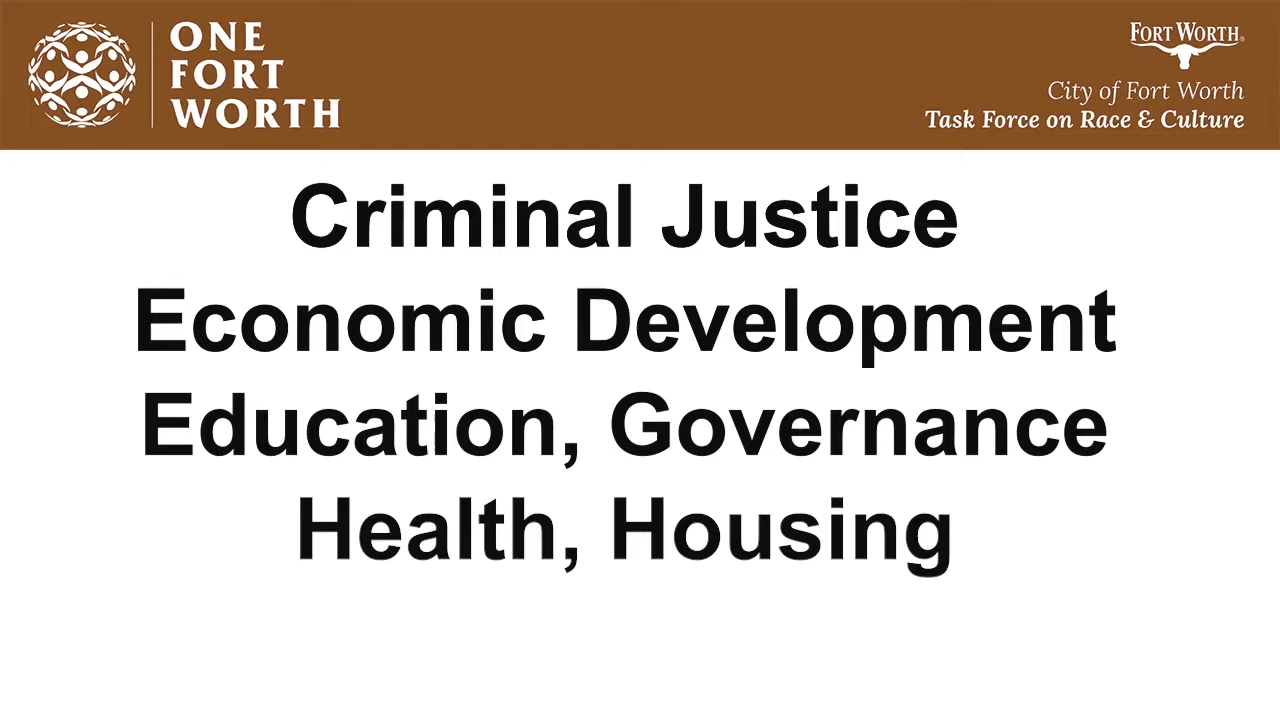 ONE
FORT
WORTH
FORT WORTH®
City of Fort Worth
Task Force on Race & Culture
Criminal Justice
Economic Development
Education, Governance
Health, Housing